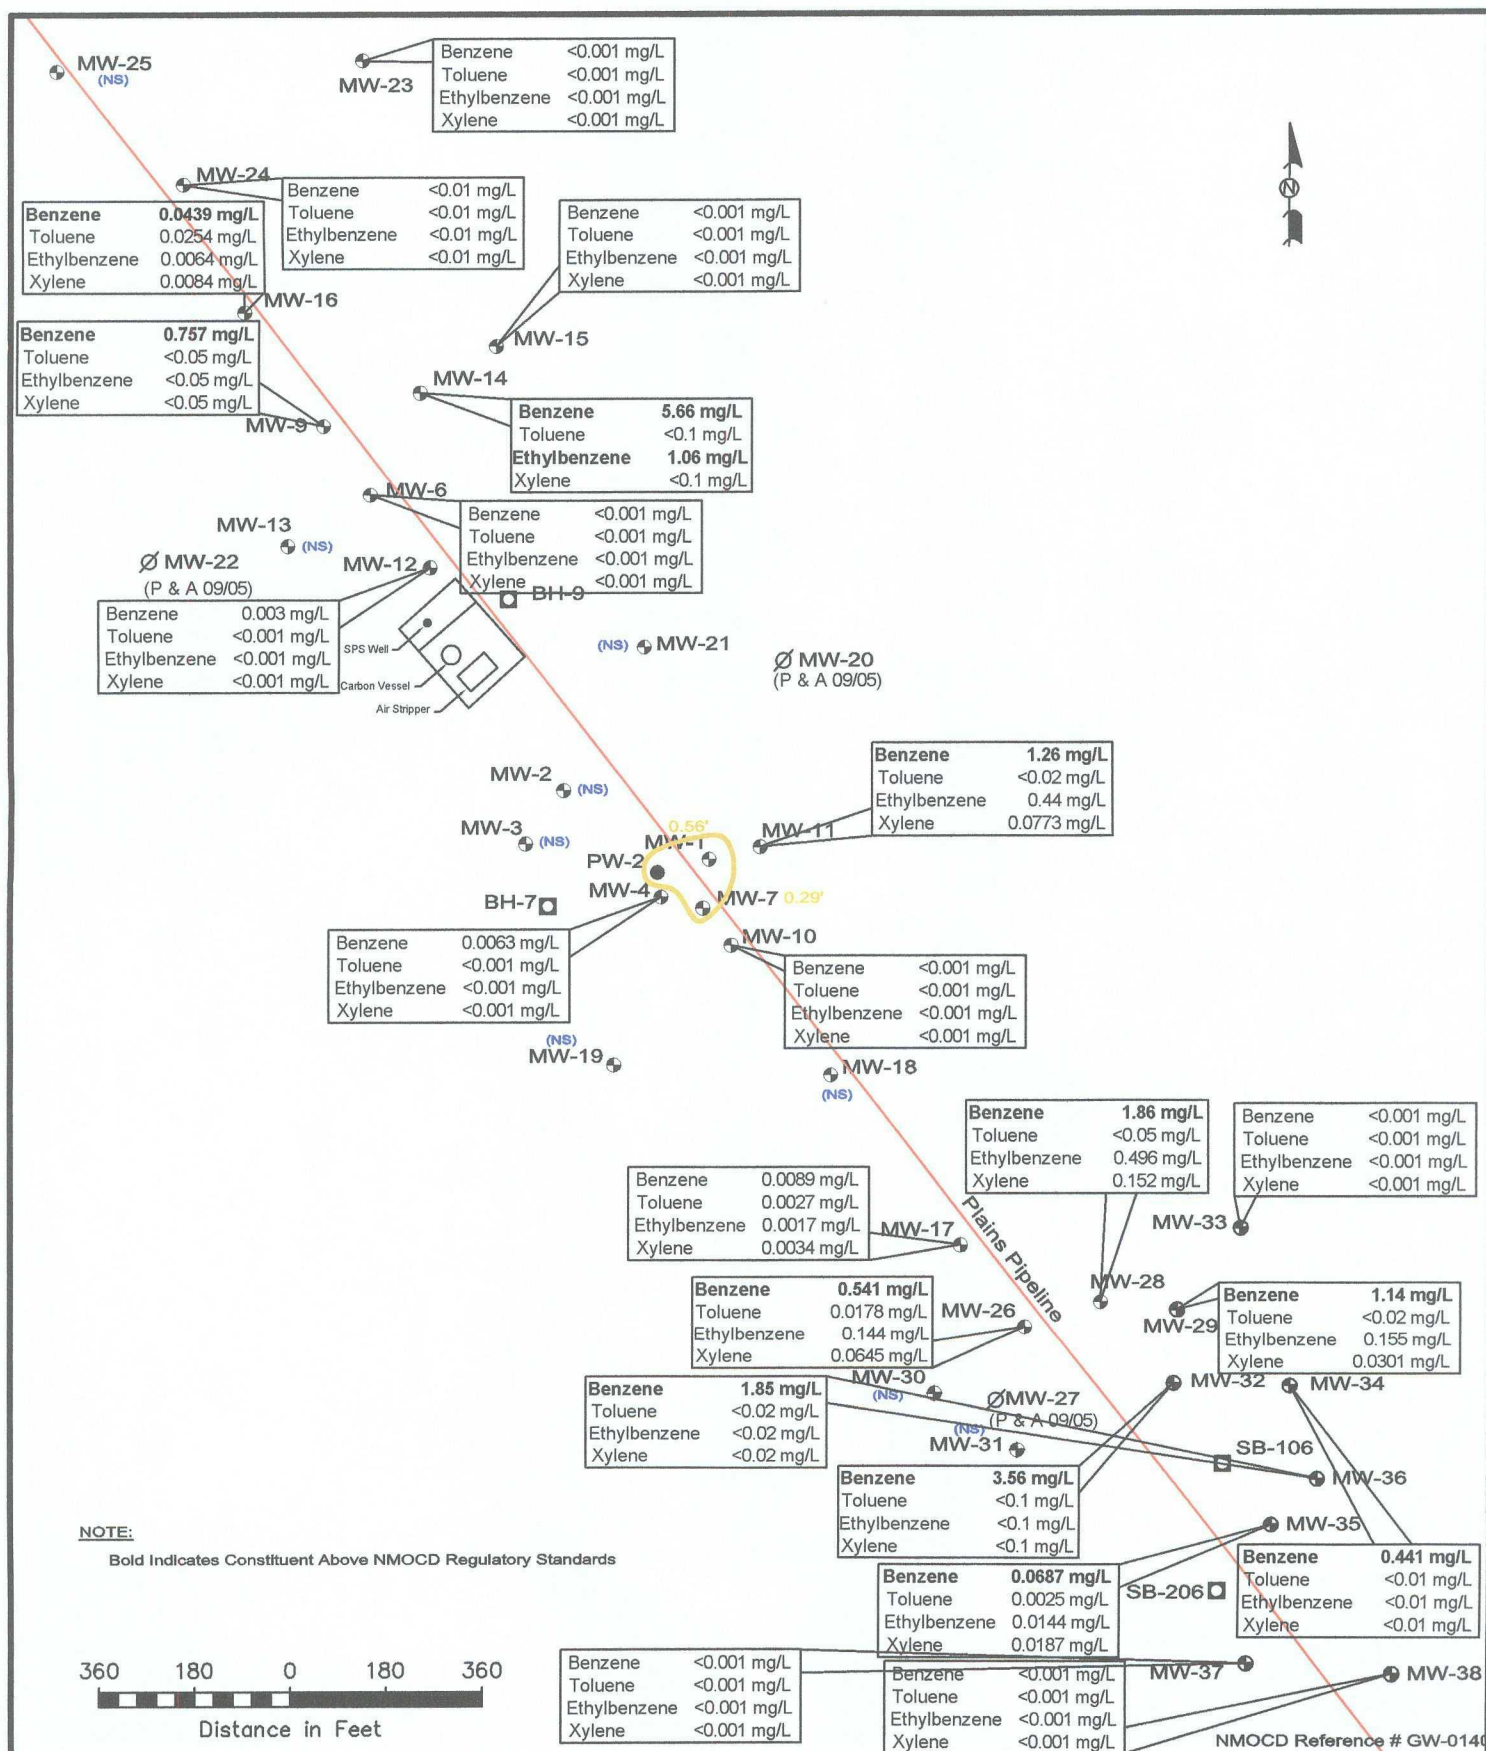 MW-25
(NS)
MW-23
Benzene <0.001 mg/L
Toluene <0.001 mg/L
Ethylbenzene <0.001 mg/L
Xylene <0.001 mg/L
N
MW-24
Benzene <0.01 mg/L
Toluene <0.01 mg/L
Ethylbenzene <0.01 mg/L
Xylene <0.01 mg/L
Benzene 0.0439 mg/L
Toluene 0.0254 mg/L
Ethylbenzene 0.0064 mg/L
Xylene 0.0084 mg/L
MW-16
Benzene <0.001 mg/L
Toluene <0.001 mg/L
Ethylbenzene <0.001 mg/L
Xylene <0.001 mg/L
MW-15
Benzene 0.757 mg/L
Toluene <0.05 mg/L
Ethylbenzene <0.05 mg/L
Xylene <0.05 mg/L
MW-9
MW-14
Benzene 5.66 mg/L
Toluene <0.1 mg/L
Ethylbenzene 1.06 mg/L
Xylene <0.1 mg/L
MW-6
Benzene <0.001 mg/L
Toluene <0.001 mg/L
Ethylbenzene <0.001 mg/L
Xylene <0.001 mg/L
MW-13
(NS)
MW-22
(P & A 09/05)
MW-12
Benzene 0.003 mg/L
Toluene <0.001 mg/L
Ethylbenzene <0.001 mg/L
Xylene <0.001 mg/L
BH-9
SPS Well
Carbon Vessel
Air Stripper
(NS) MW-21
MW-20
(P & A 09/05)
MW-2
(NS)
MW-3
(NS)
Benzene 1.26 mg/L
Toluene <0.02 mg/L
Ethylbenzene 0.44 mg/L
Xylene 0.0773 mg/L
0.56'
MW-1
MW-11
PW-2
MW-4
MW-7 0.29'
BH-7
MW-10
Benzene 0.0063 mg/L
Toluene <0.001 mg/L
Ethylbenzene <0.001 mg/L
Xylene <0.001 mg/L
Benzene <0.001 mg/L
Toluene <0.001 mg/L
Ethylbenzene <0.001 mg/L
Xylene <0.001 mg/L
(NS)
MW-19
MW-18
(NS)
Benzene 1.86 mg/L
Toluene <0.05 mg/L
Ethylbenzene 0.496 mg/L
Xylene 0.152 mg/L
Benzene <0.001 mg/L
Toluene <0.001 mg/L
Ethylbenzene <0.001 mg/L
Xylene <0.001 mg/L
Benzene 0.0089 mg/L
Toluene 0.0027 mg/L
Ethylbenzene 0.0017 mg/L
Xylene 0.0034 mg/L
MW-17
Plains Pipeline
MW-33
MW-28
Benzene 0.541 mg/L
Toluene 0.0178 mg/L
Ethylbenzene 0.144 mg/L
Xylene 0.0645 mg/L
MW-26
MW-29
Benzene 1.14 mg/L
Toluene <0.02 mg/L
Ethylbenzene 0.155 mg/L
Xylene 0.0301 mg/L
MW-30
(NS)
MW-32
MW-34
Benzene 1.85 mg/L
Toluene <0.02 mg/L
Ethylbenzene <0.02 mg/L
Xylene <0.02 mg/L
MW-27
(P & A 09/05)
(NS)
MW-31
SB-106
MW-36
Benzene 3.56 mg/L
Toluene <0.1 mg/L
Ethylbenzene <0.1 mg/L
Xylene <0.1 mg/L
MW-35
NOTE:
Bold Indicates Constituent Above NMOCD Regulatory Standards
Benzene 0.0687 mg/L
Toluene 0.0025 mg/L
Ethylbenzene 0.0144 mg/L
Xylene 0.0187 mg/L
SB-206
Benzene 0.441 mg/L
Toluene <0.01 mg/L
Ethylbenzene <0.01 mg/L
Xylene <0.01 mg/L
360 180 0 180 360
Distance in Feet
Benzene <0.001 mg/L
Toluene <0.001 mg/L
Ethylbenzene <0.001 mg/L
Xylene <0.001 mg/L
MW-37
MW-38
Benzene <0.001 mg/L
Toluene <0.001 mg/L
Ethylbenzene <0.001 mg/L
Xylene <0.001 mg/L
NMOCD Reference # GW-0140